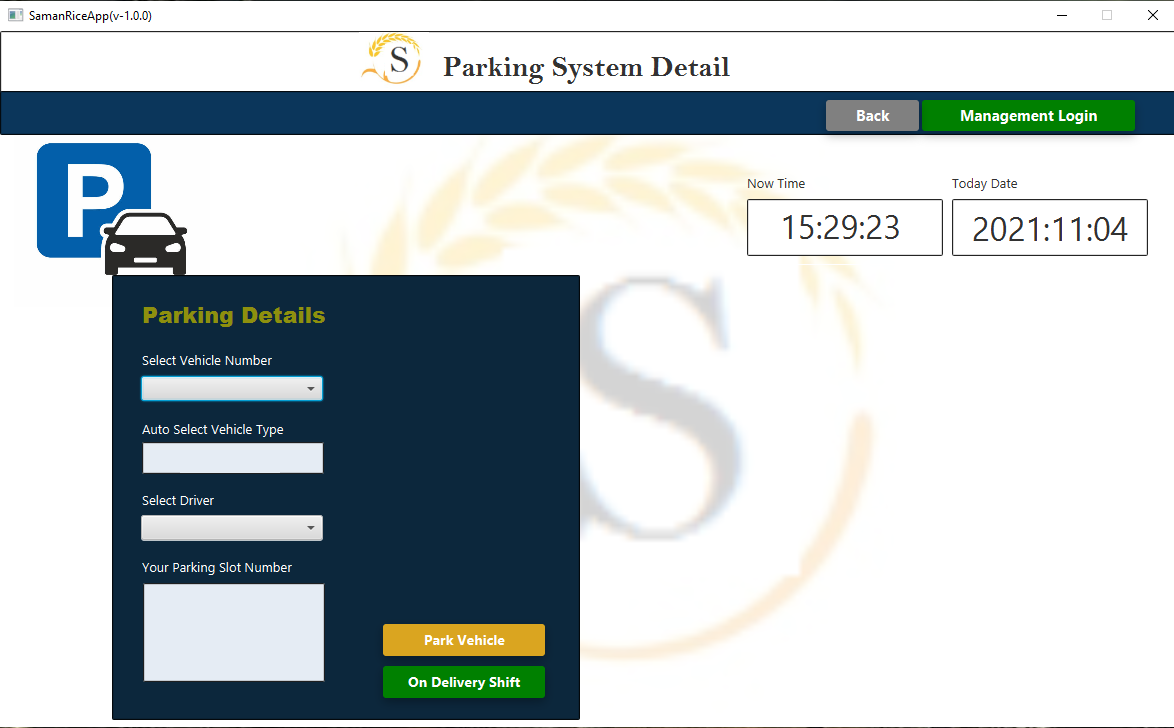 SamanRiceApp(v-1.0.0)
S
Parking System Detail
Back
Management Login
P
Now Time
Today Date
15:29:23
2021:11:04
S
Parking Details
Select Vehicle Number
Auto Select Vehicle Type
Select Driver
Your Parking Slot Number
Park Vehicle
On Delivery Shift